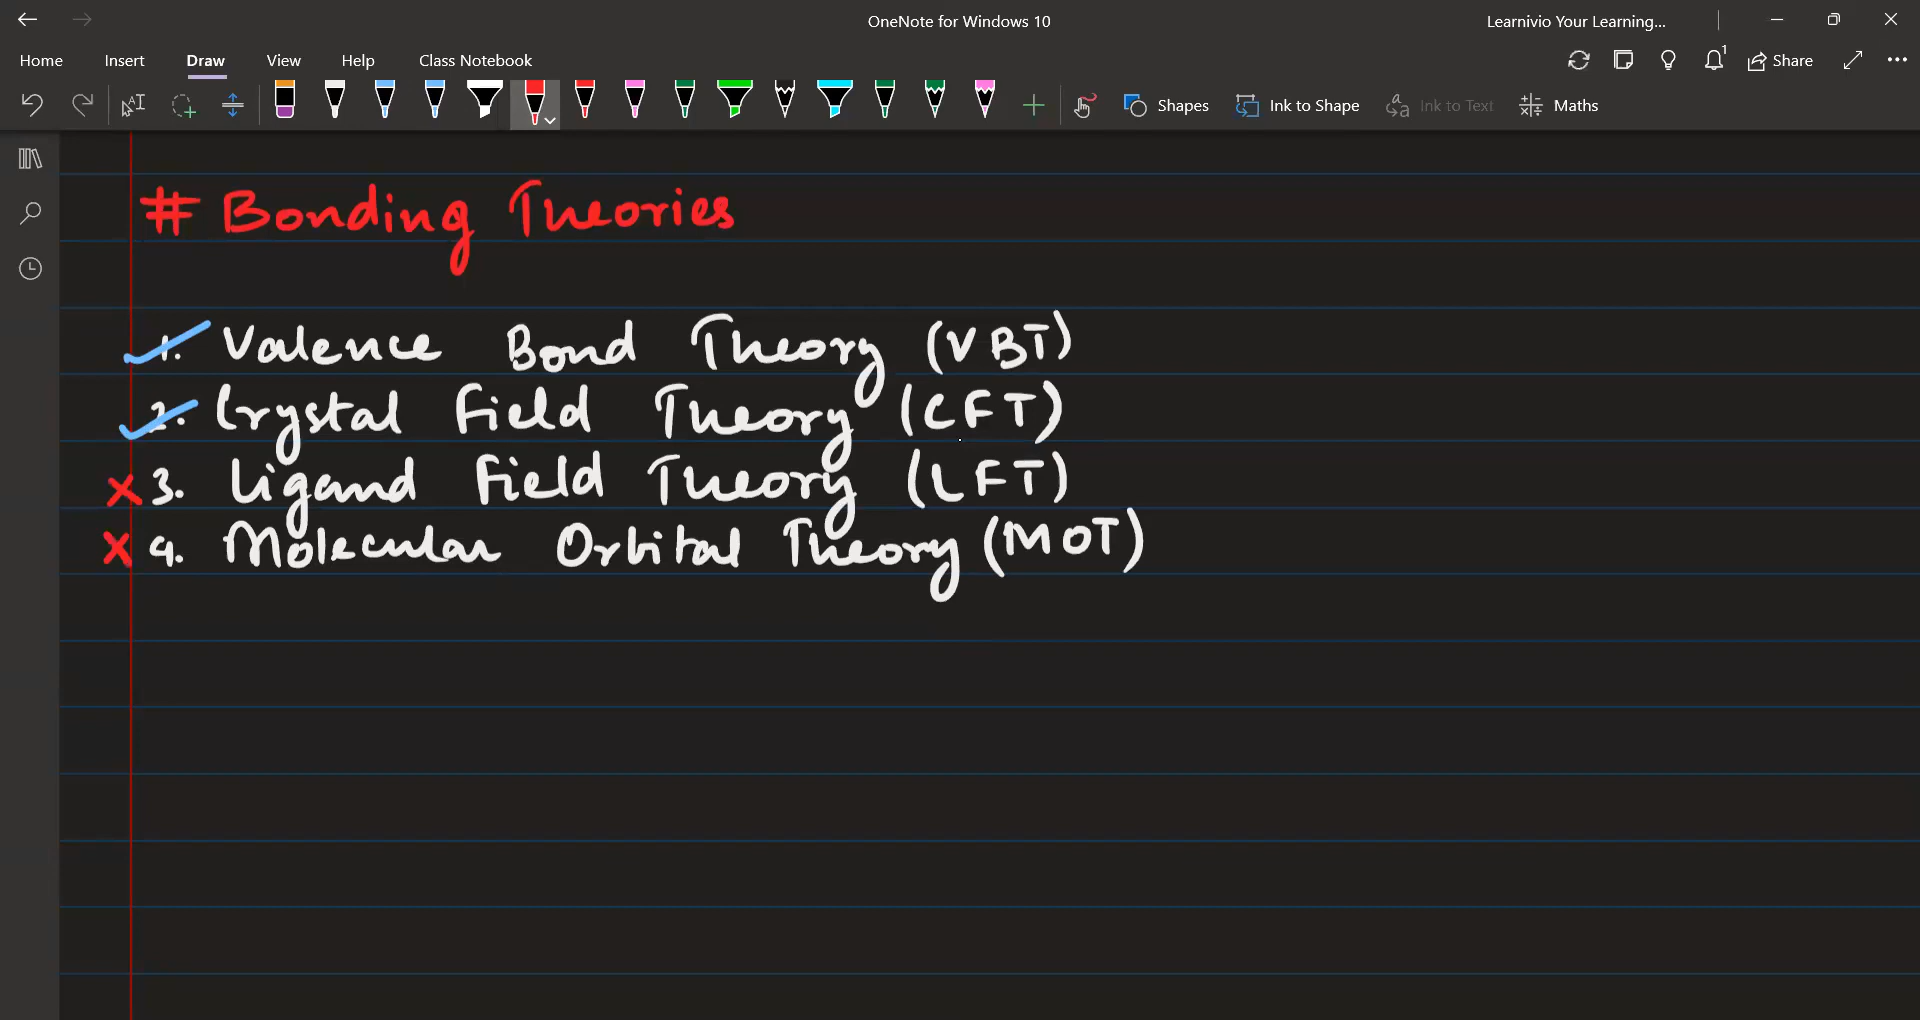 OneNote for Windows 10
Learnivio Your Learning...
Home Insert Draw View Help Class Notebook
1
Share
Shapes Ink to Shape Ink to Text Maths
# Bonding Theories
1. Valence Bond Theory (VBT)
2. Crystal Field Theory (CFT)
3. Ligand Field Theory (LFT)
4. Molecular Orbital Theory (MOT)